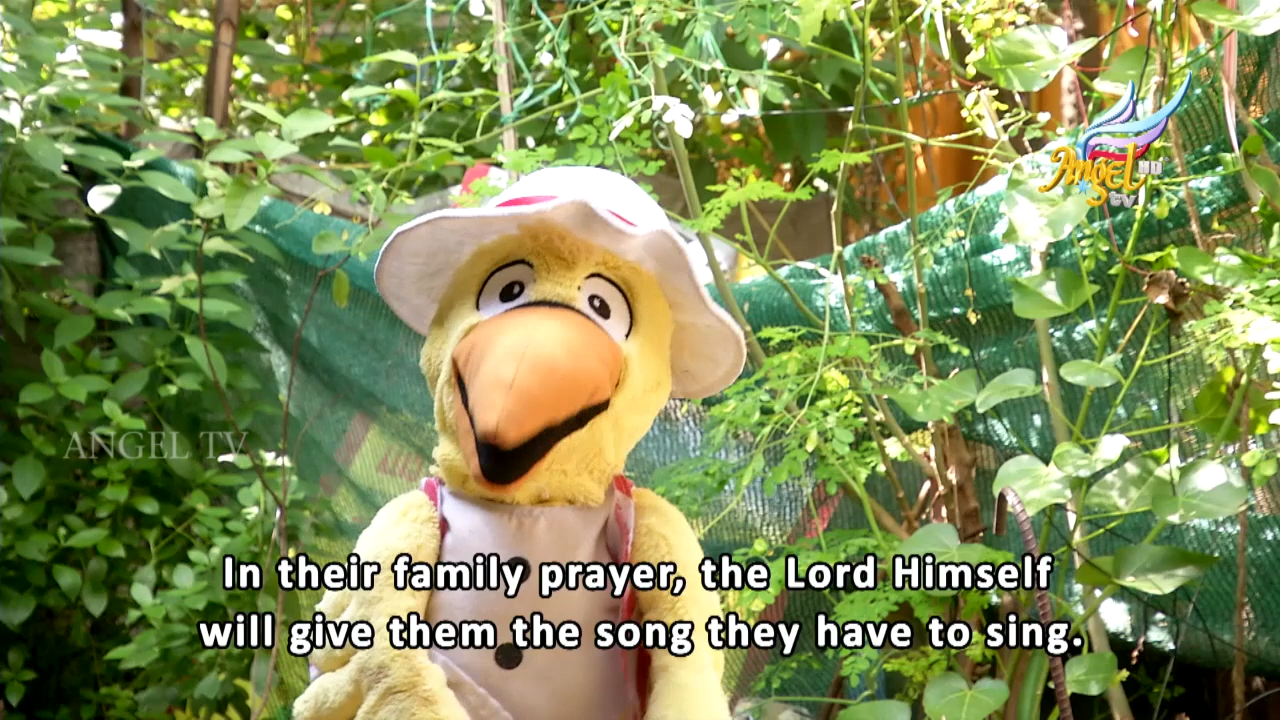 Angel HD
tv
ANGEL TV
In their family prayer, the Lord Himself
will give them the song they have to sing.